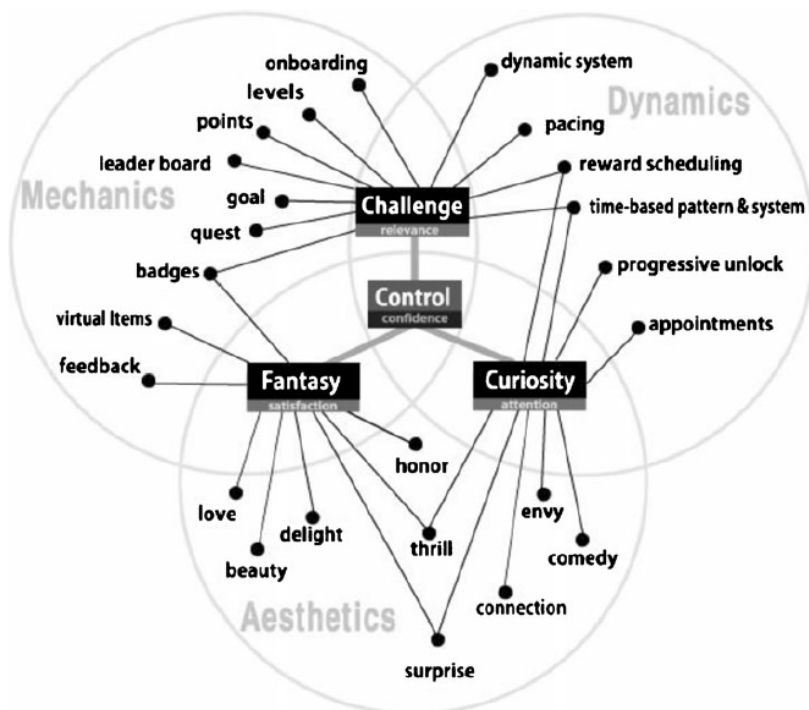 onboarding
dynamic system
levels
Dynamics
points
pacing
leader board
reward scheduling
Mechanics
goal
Challenge
time-based pattern & system
relevance
quest
badges
progressive unlock
Control
confidence
virtual Items
appointments
feedback
Fantasy
satisfaction
Curiosity
attention
honor
love
envy
delight
thrill
comedy
beauty
connection
Aesthetics
surprise